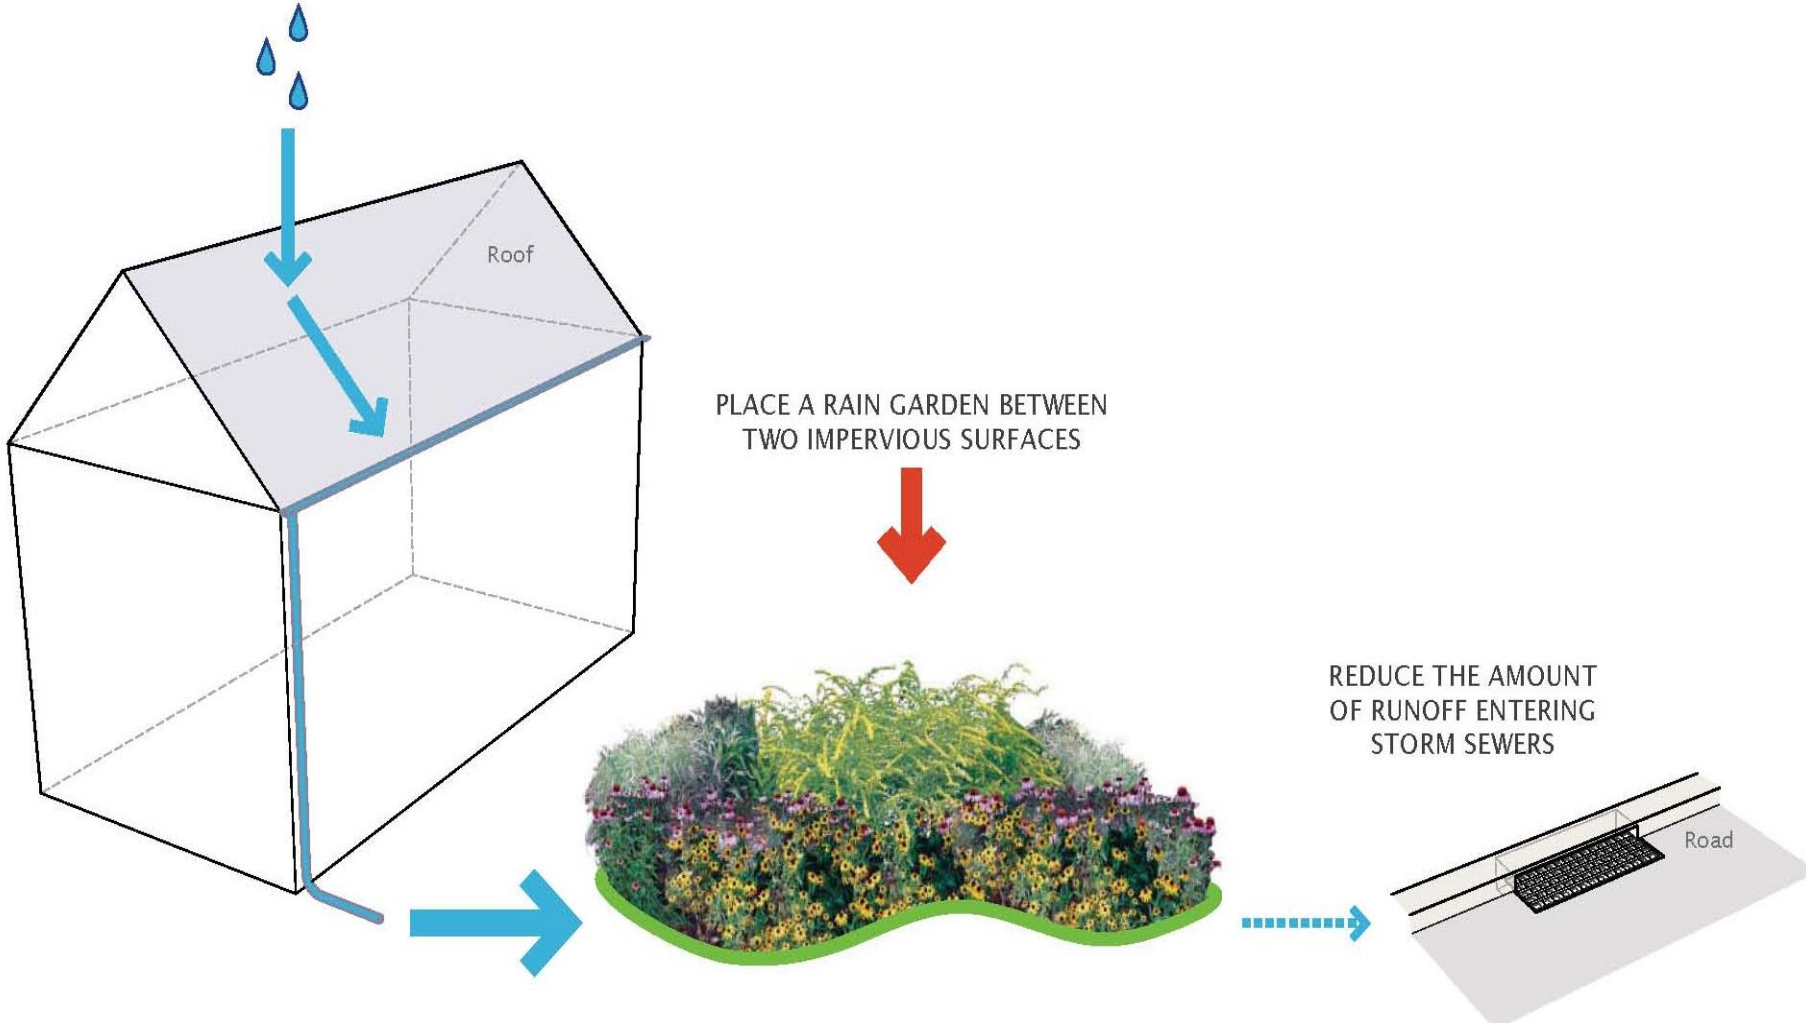 Roof
PLACE A RAIN GARDEN BETWEEN
TWO IMPERVIOUS SURFACES
REDUCE THE AMOUNT
OF RUNOFF ENTERING
STORM SEWERS
Road